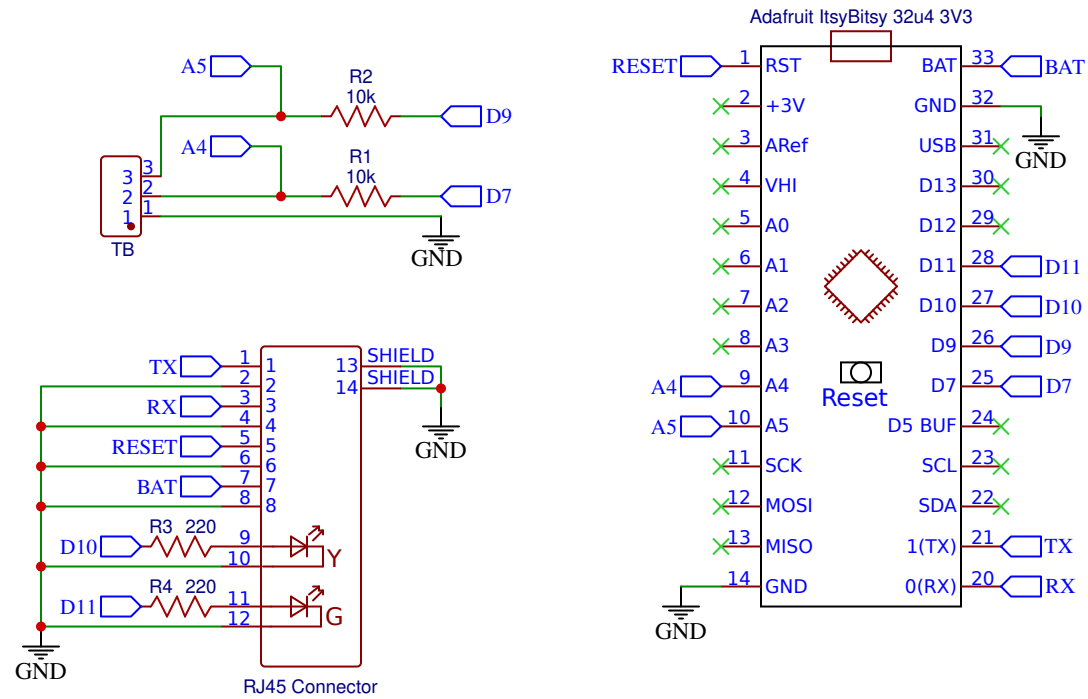 A5
R2
10k
D9
A4
R1
10k
D7
3
3
2
2
1
1
TB
GND
TX
1
1
2
2
RX
3
3
4
4
RESET
5
5
6
6
BAT
7
7
8
8
13
SHIELD
14
SHIELD
GND
D10
R3 220
9
10
Y
D11
R4 220
11
12
G
GND
RJ45 Connector
Adafruit ItsyBitsy 32u4 3V3
RESET 1 RST
BAT 33 BAT
2 +3V
GND 32
GND
3 ARef
USB 31
4 VHI
D13 30
5 A0
D12 29
6 A1
D11 28 D11
7 A2
D10 27 D10
8 A3
D9 26 D9
Reset
A4 9 A4
D7 25 D7
A5 10 A5
D5 BUF 24
11 SCK
SCL 23
12 MOSI
SDA 22
13 MISO
1(TX) 21 TX
14 GND
0(RX) 20 RX
GND